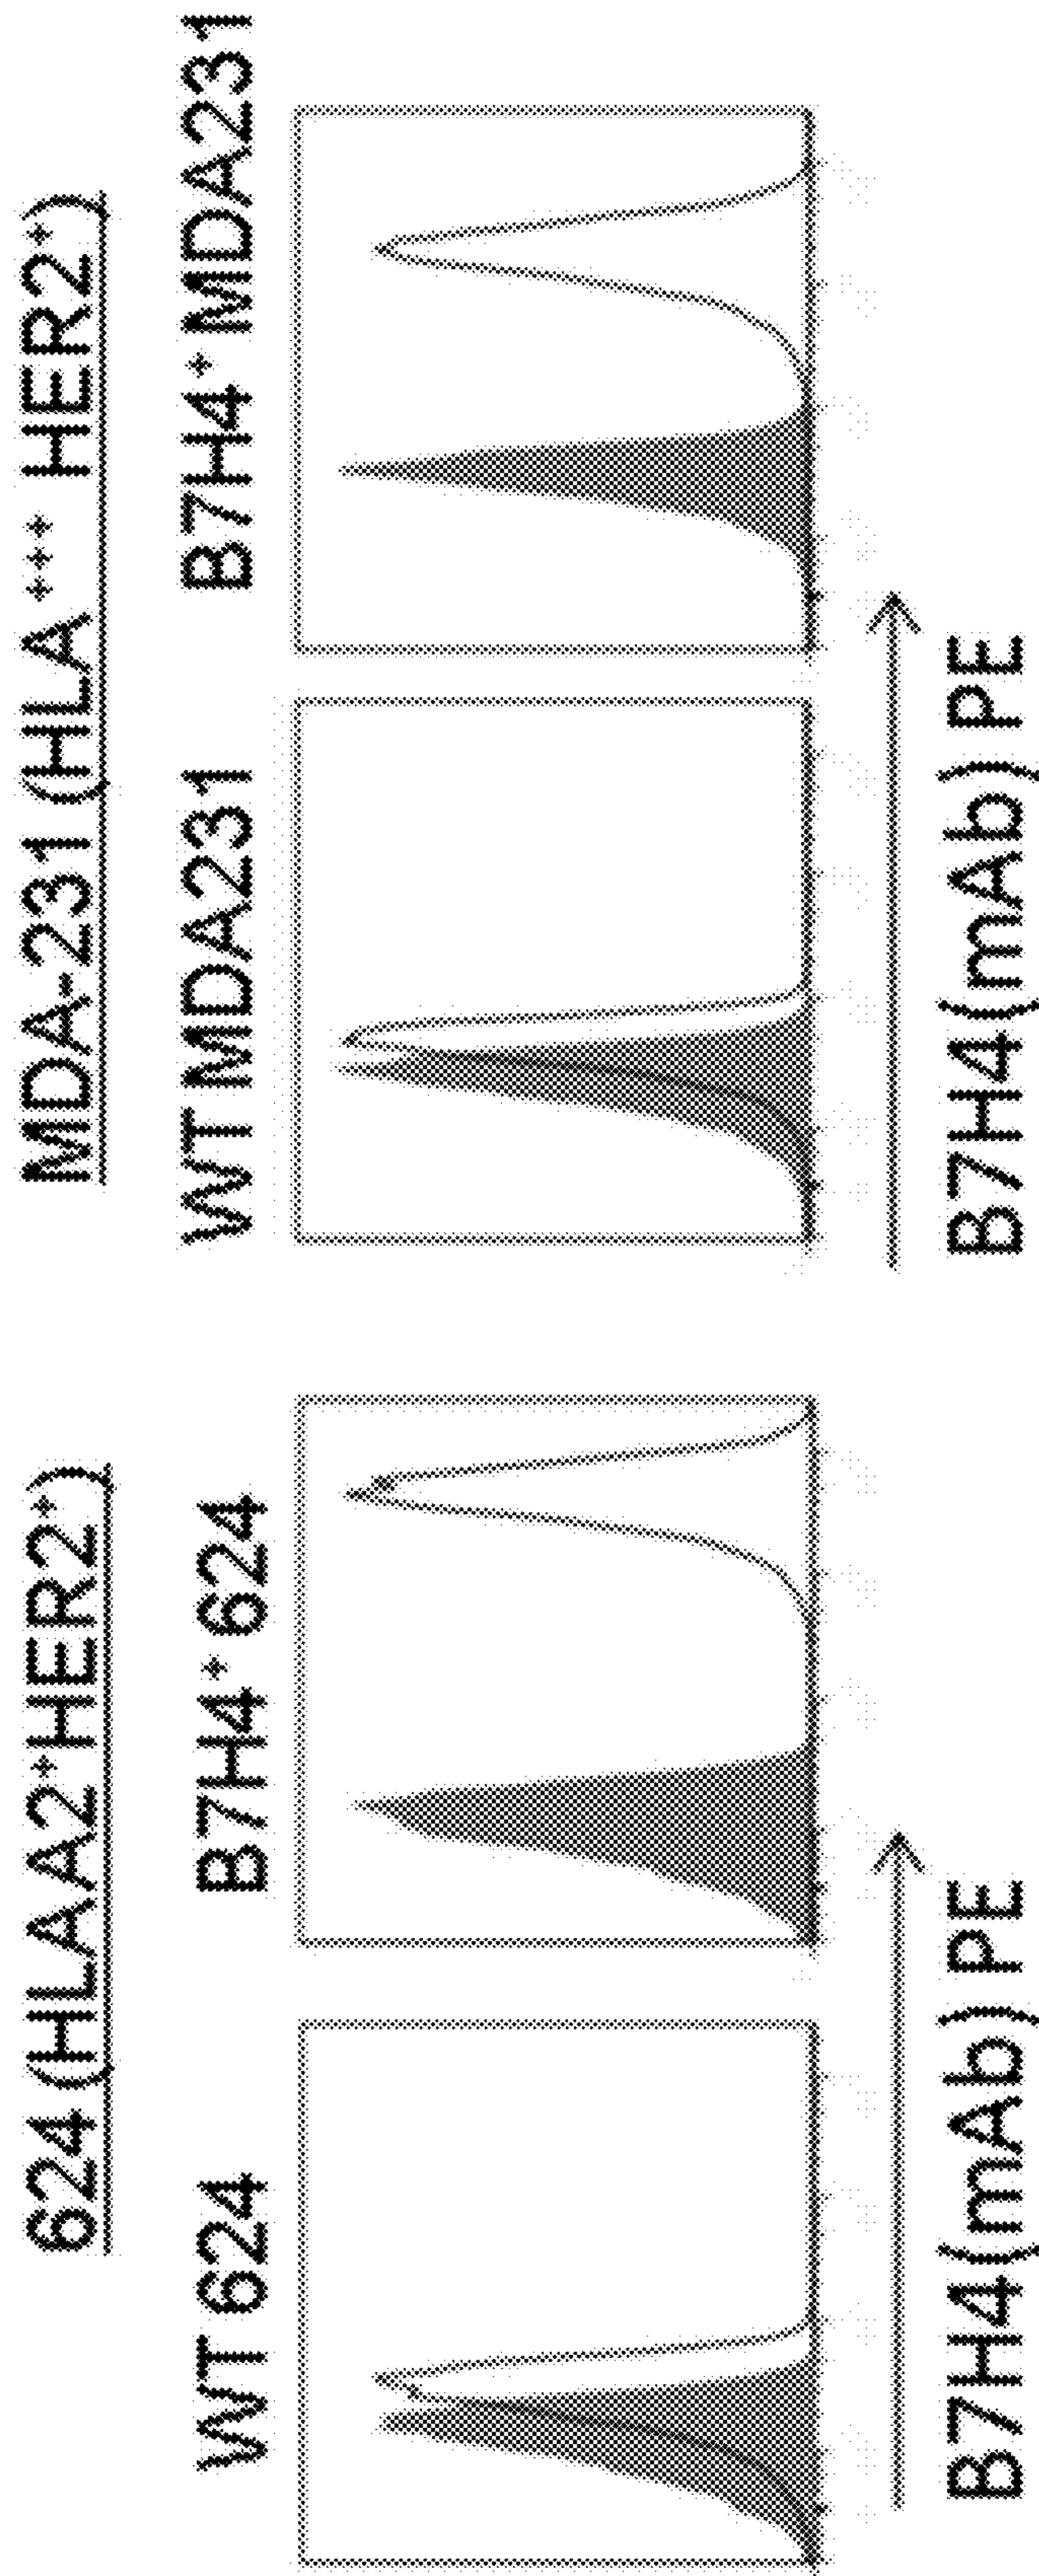 624 (HLAA2⁺HER2⁺)
WT 624
B7H4⁺ 624
B7H4(mAb) PE
MDA-231 (HLA ⁺⁺⁺ HER2⁺)
WT MDA231
B7H4⁺ MDA231
B7H4(mAb) PE